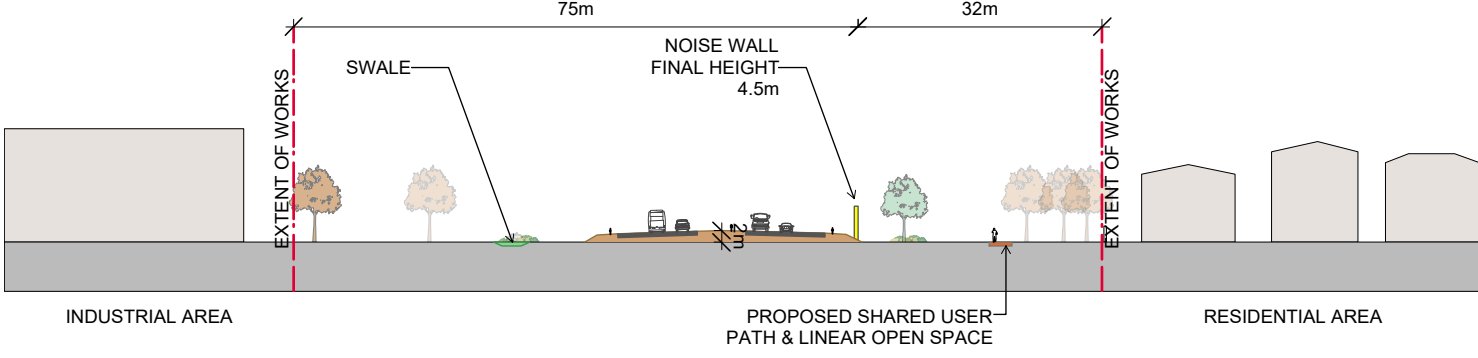 75m
32m
NOISE WALL
FINAL HEIGHT
4.5m
SWALE
EXTENT OF WORKS
EXTENT OF WORKS
2m
INDUSTRIAL AREA
PROPOSED SHARED USER
PATH & LINEAR OPEN SPACE
RESIDENTIAL AREA